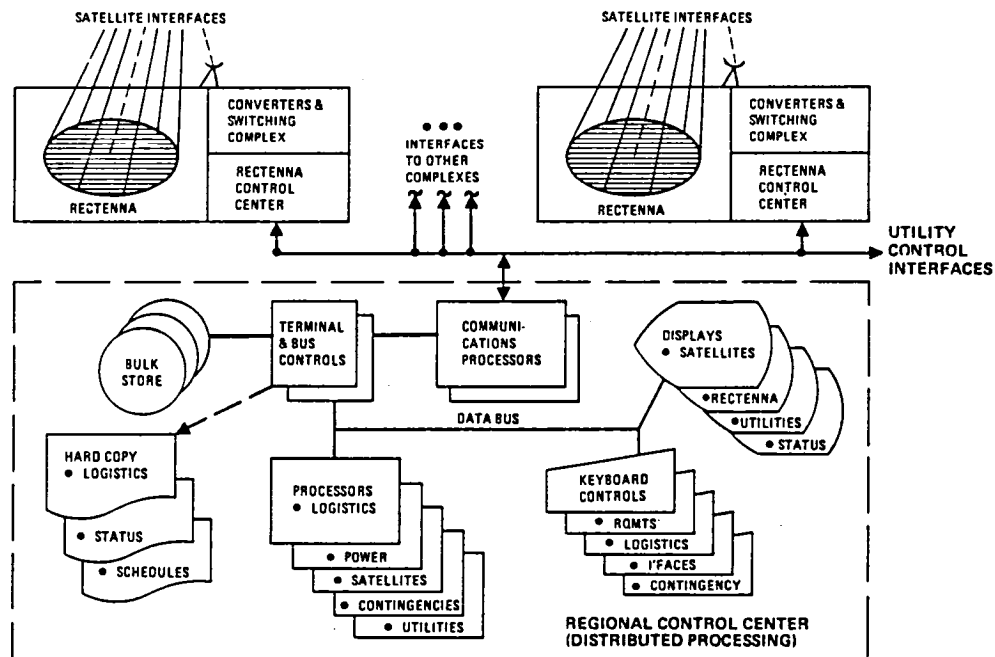 SATELLITE INTERFACES
CONVERTERS &
SWITCHING
COMPLEX
RECTENNA
CONTROL
CENTER
RECTENNA
INTERFACES
TO OTHER
COMPLEXES
SATELLITE INTERFACES
CONVERTERS &
SWITCHING
COMPLEX
RECTENNA
CONTROL
CENTER
RECTENNA
UTILITY
CONTROL
INTERFACES
BULK
STORE
TERMINAL
& BUS
CONTROLS
COMMUNI-
CATIONS
PROCESSORS
DISPLAYS
• SATELLITES
• RECTENNA
• UTILITIES
• STATUS
DATA BUS
HARD COPY
• LOGISTICS
• STATUS
• SCHEDULES
PROCESSORS
• LOGISTICS
• POWER
• SATELLITES
• CONTINGENCIES
• UTILITIES
KEYBOARD
CONTROLS
• RQMTS
• LOGISTICS
• I'FACES
• CONTINGENCY
REGIONAL CONTROL CENTER
(DISTRIBUTED PROCESSING)